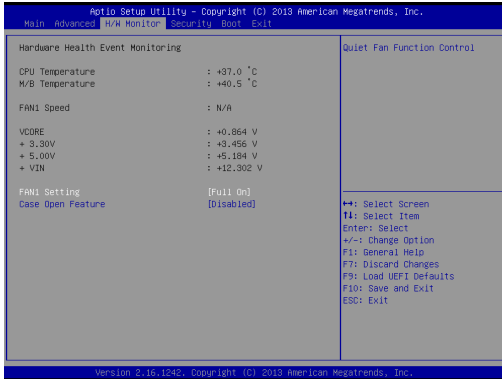 Aptio Setup Utility – Copyright (C) 2013 American Megatrends, Inc.
Main Advanced H/W Monitor Security Boot Exit
Hardware Health Event Monitoring
CPU Temperature : +37.0 °C
M/B Temperature : +40.5 °C
FAN1 Speed : N/A
VCORE : +0.864 V
+ 3.30V : +3.456 V
+ 5.00V : +5.184 V
+ VIN : +12.302 V
FAN1 Setting [Full On]
Case Open Feature [Disabled]
Quiet Fan Function Control
↔: Select Screen
↑↓: Select Item
Enter: Select
+/-: Change Option
F1: General Help
F7: Discard Changes
F9: Load UEFI Defaults
F10: Save and Exit
ESC: Exit
Version 2.16.1242. Copyright (C) 2013 American Megatrends, Inc.